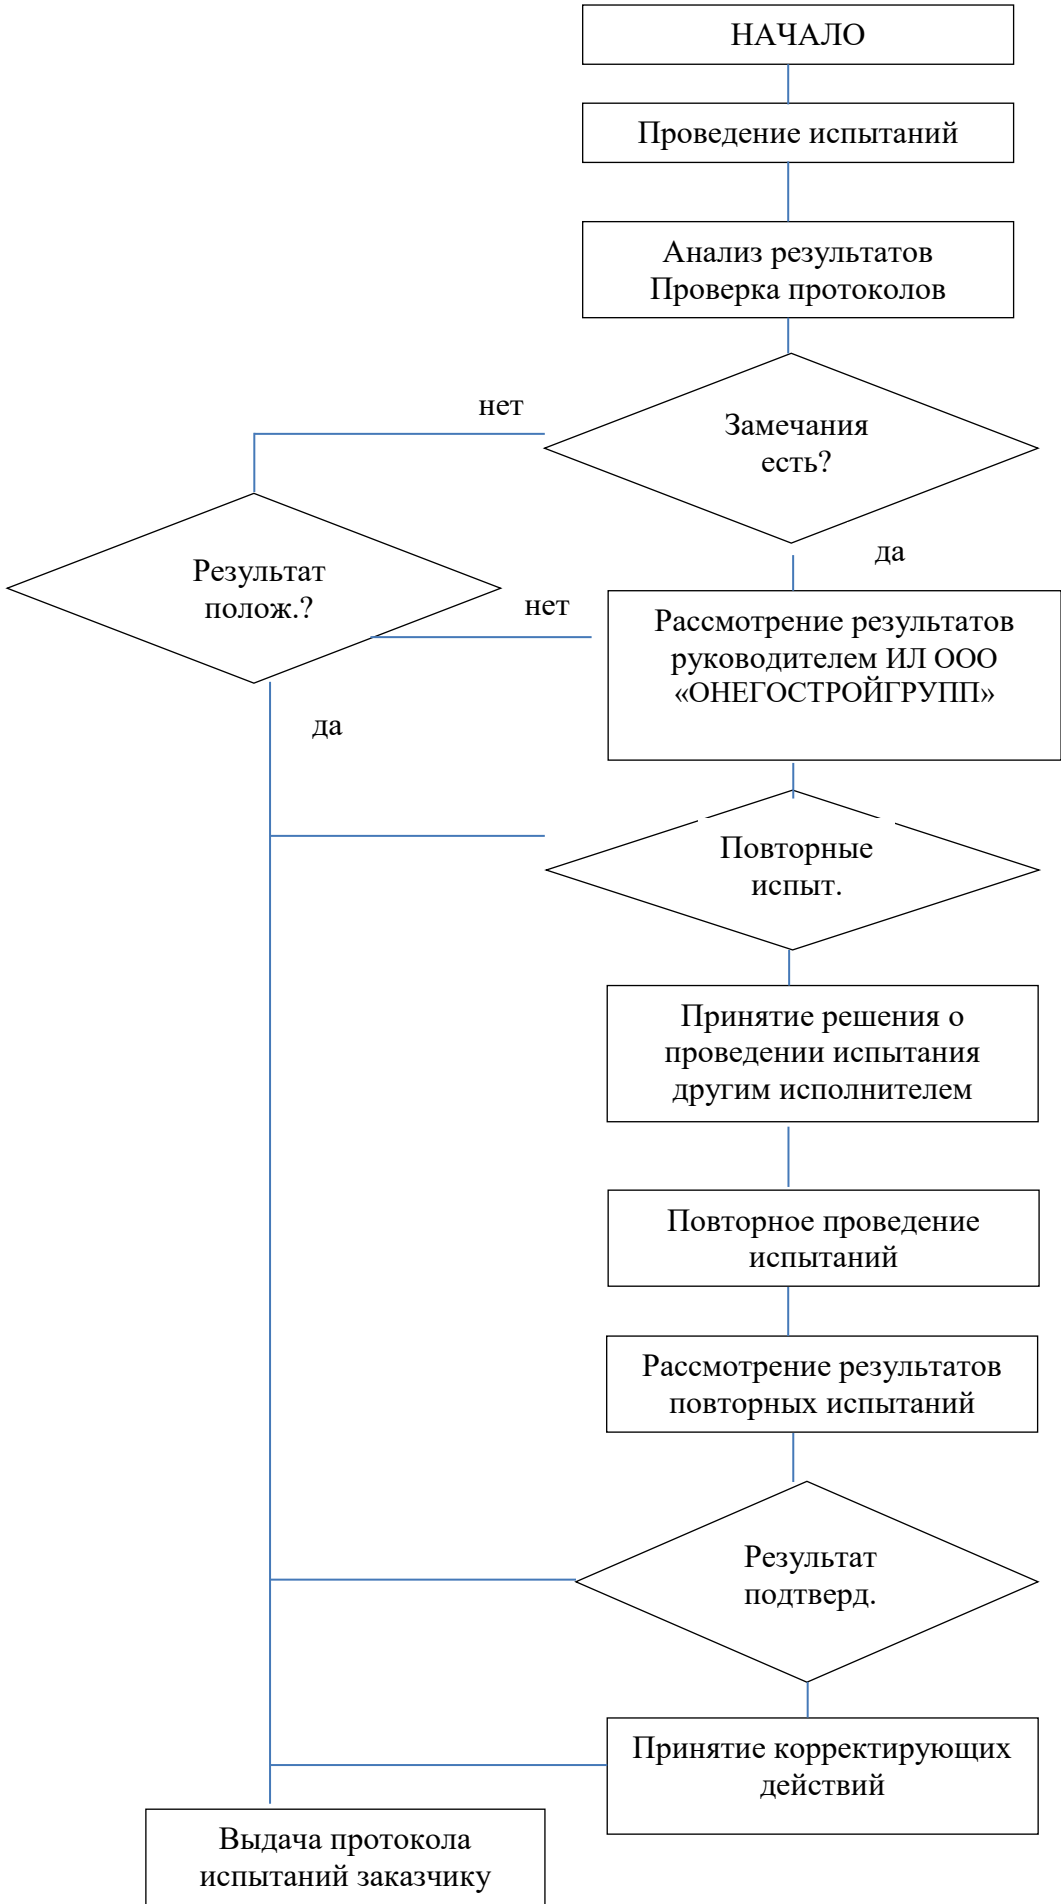 НАЧАЛО
Проведение испытаний
Анализ результатов
Проверка протоколов
нет
Замечания
есть?
да
Результат
полож.?
нет
Рассмотрение результатов
руководителем ИЛ ООО
«ОНЕГОСТРОЙГРУПП»
да
Повторные
испыт.
Принятие решения о
проведении испытания
другим исполнителем
Повторное проведение
испытаний
Рассмотрение результатов
повторных испытаний
Результат
подтверд.
Принятие корректирующих
действий
Выдача протокола
испытаний заказчику